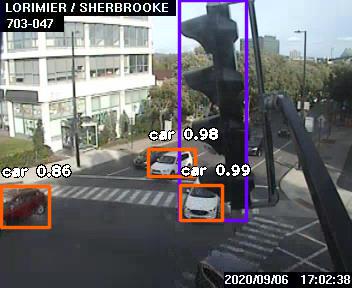 LORIMIER / SHERBROOKE
703-047
car 0.98
car 0.86
car 0.99
2020/09/06 17:02:38